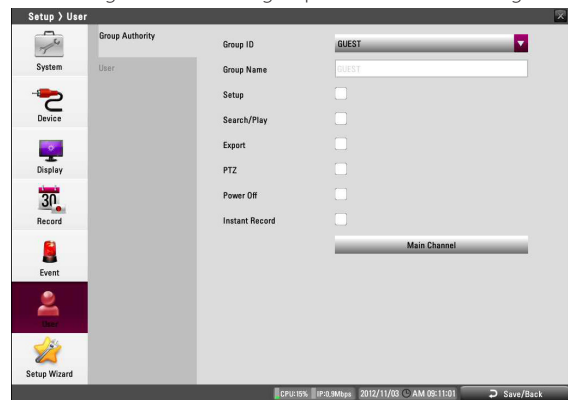 Setup 〉 User
System
Device
Display
30
Record
Event
User
Setup Wizard
Group Authority
User
Group ID
GUEST
Group Name
GUEST
Setup
Search/Play
Export
PTZ
Power Off
Instant Record
Main Channel
CPU:15% IP:0.9Mbps 2012/11/03 AM 09:11:01 Save/Back